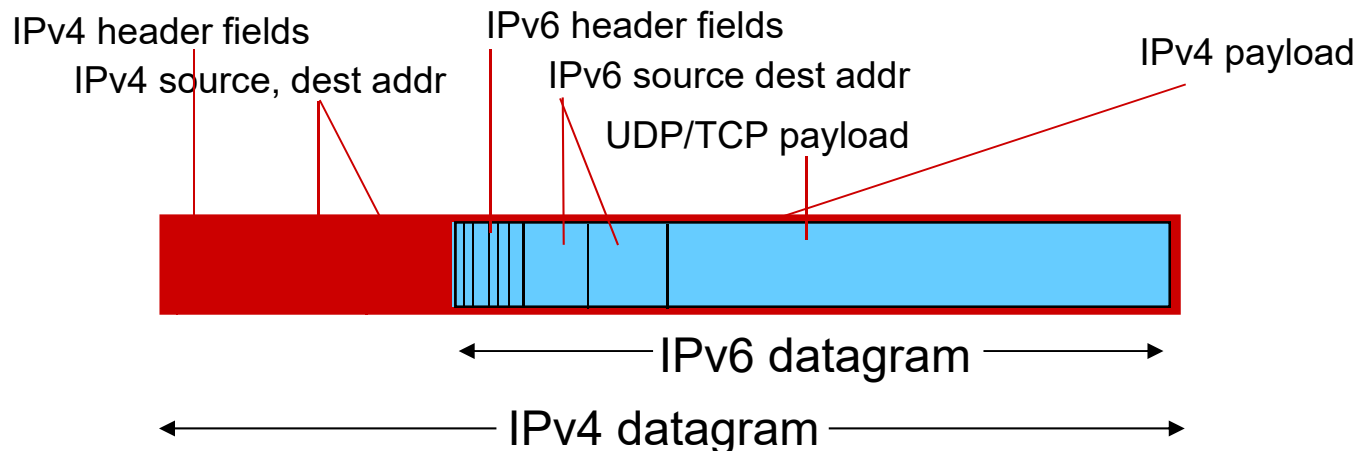 IPv4 header fields
IPv6 header fields
IPv4 payload
IPv4 source, dest addr
IPv6 source dest addr
UDP/TCP payload
IPv6 datagram
IPv4 datagram